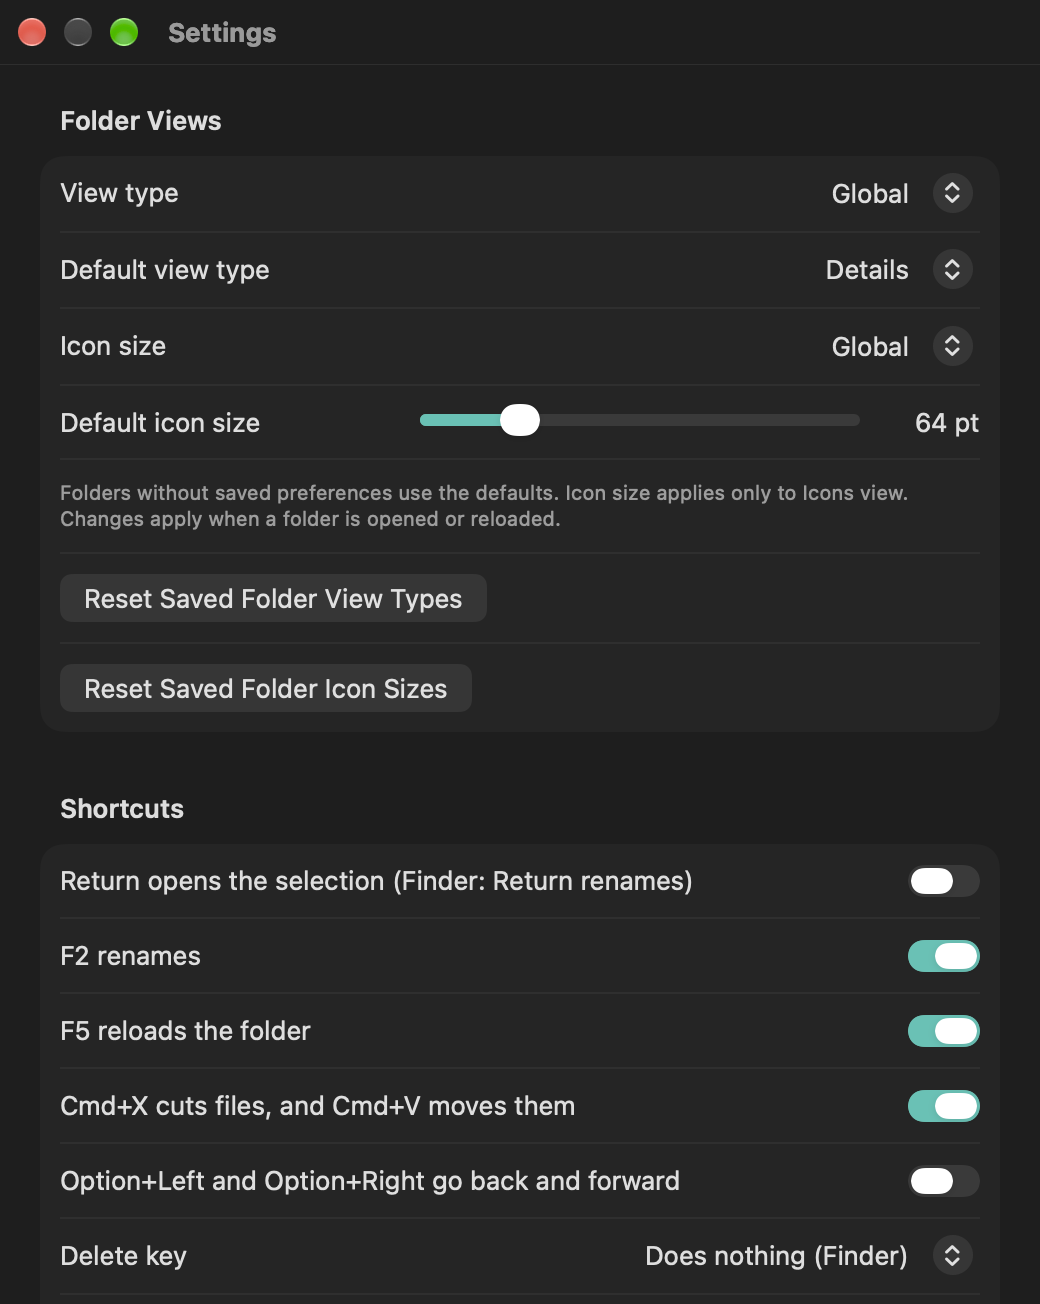 Settings
Folder Views
View type
Global
Default view type
Details
Icon size
Global
Default icon size
64 pt
Folders without saved preferences use the defaults. Icon size applies only to Icons view.
Changes apply when a folder is opened or reloaded.
Reset Saved Folder View Types
Reset Saved Folder Icon Sizes
Shortcuts
Return opens the selection (Finder: Return renames)
F2 renames
F5 reloads the folder
Cmd+X cuts files, and Cmd+V moves them
Option+Left and Option+Right go back and forward
Delete key
Does nothing (Finder)